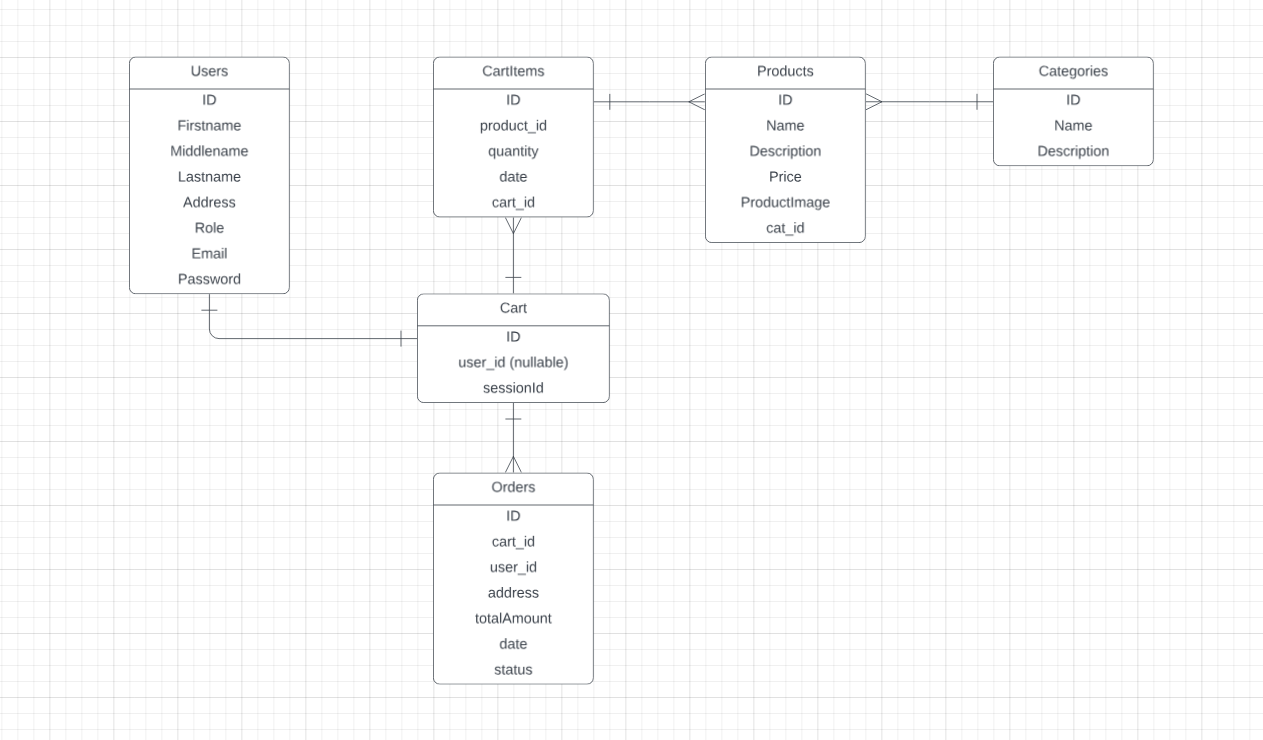 Users
ID
Firstname
Middlename
Lastname
Address
Role
Email
Password
CartItems
ID
product_id
quantity
date
cart_id
Products
ID
Name
Description
Price
ProductImage
cat_id
Categories
ID
Name
Description
Cart
ID
user_id (nullable)
sessionId
Orders
ID
cart_id
user_id
address
totalAmount
date
status